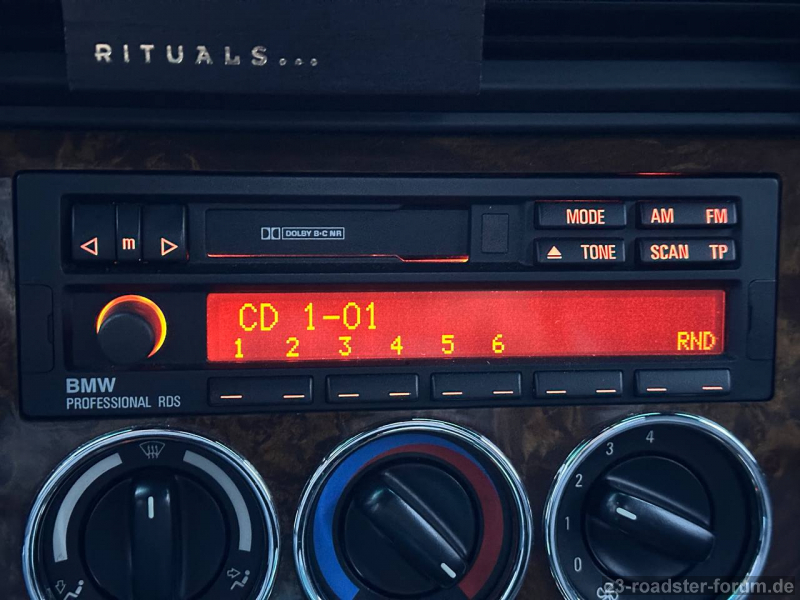 RITUALS...
m
DOLBY B-C NR
MODE
AM FM
TONE
SCAN TP
CD 1-01
1 2 3 4 5 6 RND
BMW
PROFESSIONAL RDS
0 1 2 3 4
z3-roadster-forum.de